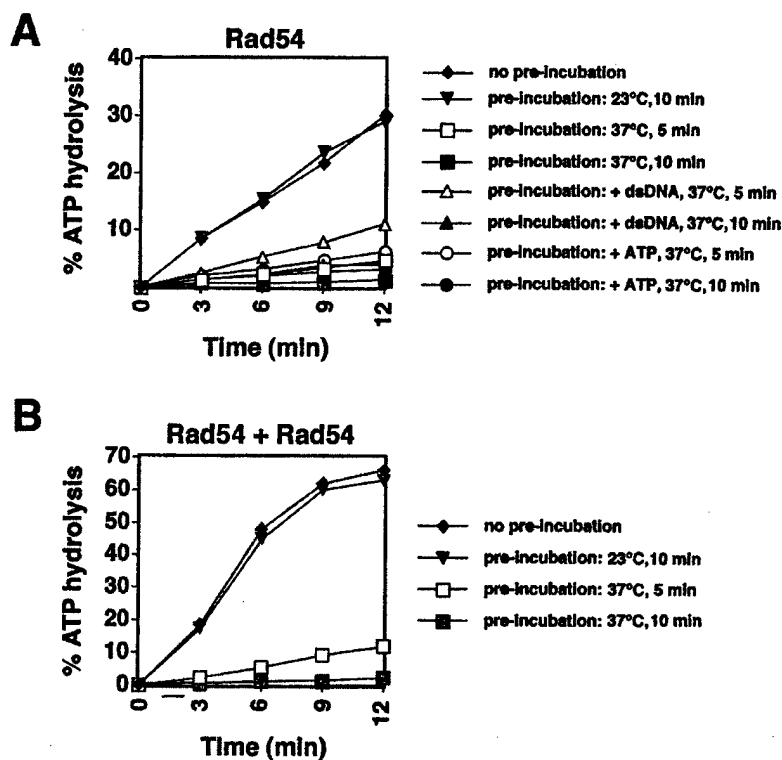 A
Rad54
40
30
20
10
% ATP hydrolysis
0
3
6
9
12
Time (min)
no pre-incubation
pre-incubation: 23°C, 10 min
pre-incubation: 37°C, 5 min
pre-incubation: 37°C, 10 min
pre-incubation: + dsDNA, 37°C, 5 min
pre-incubation: + dsDNA, 37°C, 10 min
pre-incubation: + ATP, 37°C, 5 min
pre-incubation: + ATP, 37°C, 10 min
B
Rad54 + Rad54
70
60
50
40
30
20
10
0
% ATP hydrolysis
0
3
6
9
12
Time (min)
no pre-incubation
pre-incubation: 23°C, 10 min
pre-incubation: 37°C, 5 min
pre-incubation: 37°C, 10 min